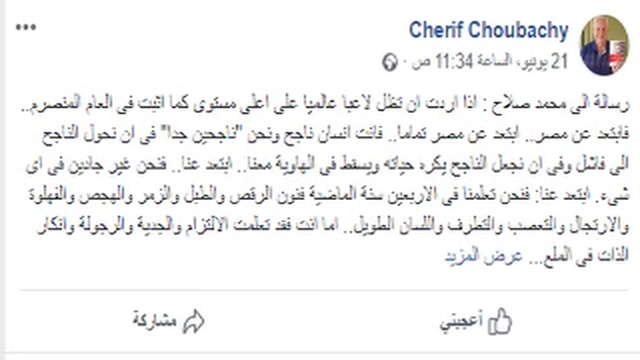 Cherif Choubachy
21 يونيو، الساعة 11:34 ص ·
رسالة الى محمد صلاح : اذا اردت ان تظل لاعبا عالميا على اعلى مستوى كما اثبت فى العام المنصرم..
فابتعد عن مصر.. ابتعد عن مصر تماما.. فانت انسان ناجح ونحن "ناجحين جدا" فى ان نحول الناجح
الى فاشل وفى ان نجعل الناجح يكره حياته ويسقط فى الهاوية معنا.. ابتعد عنا.. فنحن غير جادين فى اى
شىء. ابتعد عنا: فنحن تعلمنا فى الاربعين سنة الماضية فنون الرقص والطبل والزمر والهجص والفهلوة
والارتجال والتعصب والتطرف واللسان الطويل.. اما انت فقد تعلمت الالتزام والجدية والرجولة وانكار
الذات فى الملع... عرض المزيد
أعجبني
مشاركة